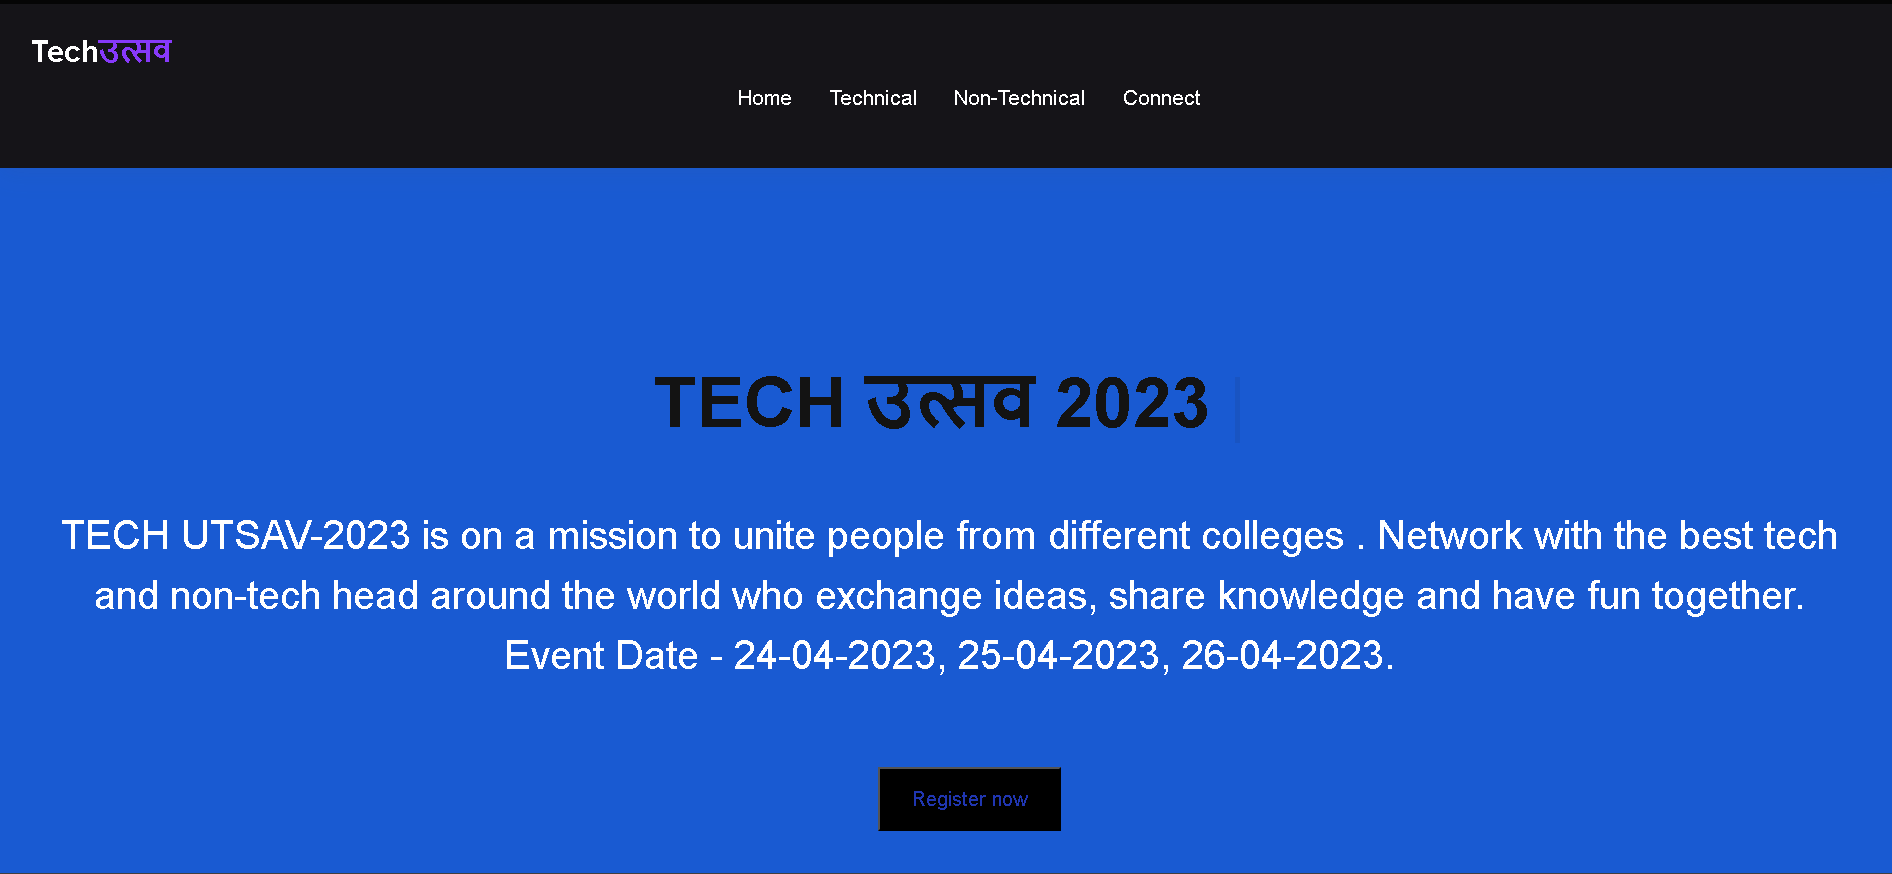 Techउत्सव
Home Technical Non-Technical Connect
TECH उत्सव 2023
TECH UTSAV-2023 is on a mission to unite people from different colleges . Network with the best tech
and non-tech head around the world who exchange ideas, share knowledge and have fun together.
Event Date - 24-04-2023, 25-04-2023, 26-04-2023.
Register now